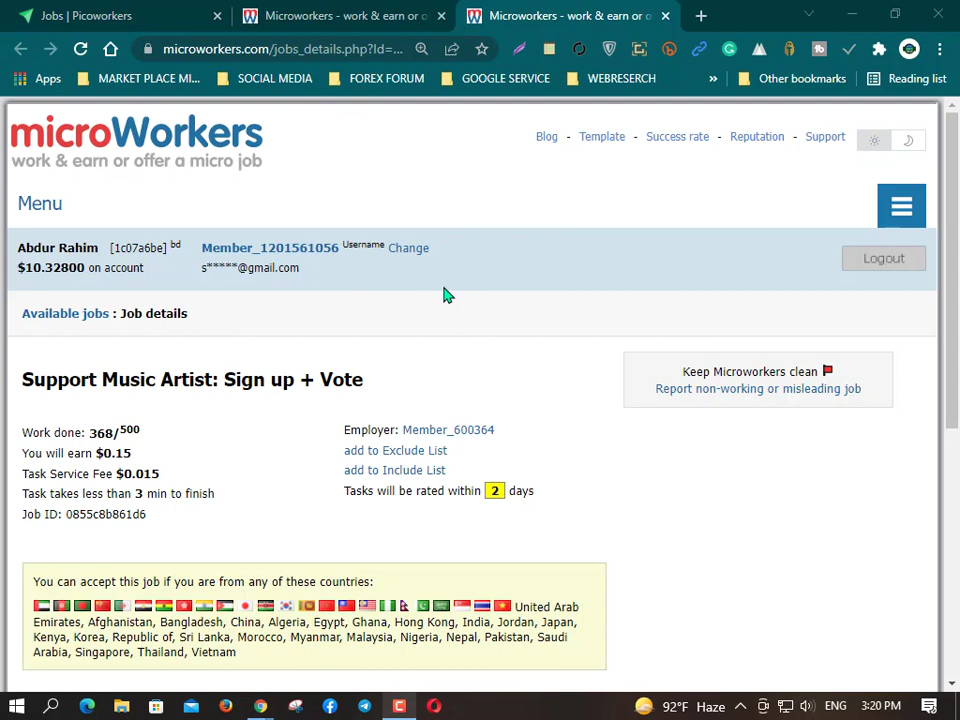 Jobs | Picoworkers
Microworkers - work & earn or o
Microworkers - work & earn or o
microworkers.com/jobs_details.php?Id=...
Apps MARKET PLACE MI... SOCIAL MEDIA FOREX FORUM GOOGLE SERVICE WEBRESERCH » Other bookmarks Reading list
microWorkers
work & earn or offer a micro job
Blog - Template - Success rate - Reputation - Support
Menu
Abdur Rahim [1c07a6be] bd Member_1201561056 Username Change
$10.32800 on account s*****@gmail.com
Logout
Available jobs : Job details
Support Music Artist: Sign up + Vote
Keep Microworkers clean
Report non-working or misleading job
Work done: 368/500
You will earn $0.15
Task Service Fee $0.015
Task takes less than 3 min to finish
Job ID: 0855c8b861d6
Employer: Member_600364
add to Exclude List
add to Include List
Tasks will be rated within 2 days
You can accept this job if you are from any of these countries:
United Arab
Emirates, Afghanistan, Bangladesh, China, Algeria, Egypt, Ghana, Hong Kong, India, Jordan, Japan,
Kenya, Korea, Republic of, Sri Lanka, Morocco, Myanmar, Malaysia, Nigeria, Nepal, Pakistan, Saudi
Arabia, Singapore, Thailand, Vietnam
92°F Haze ENG 3:20 PM